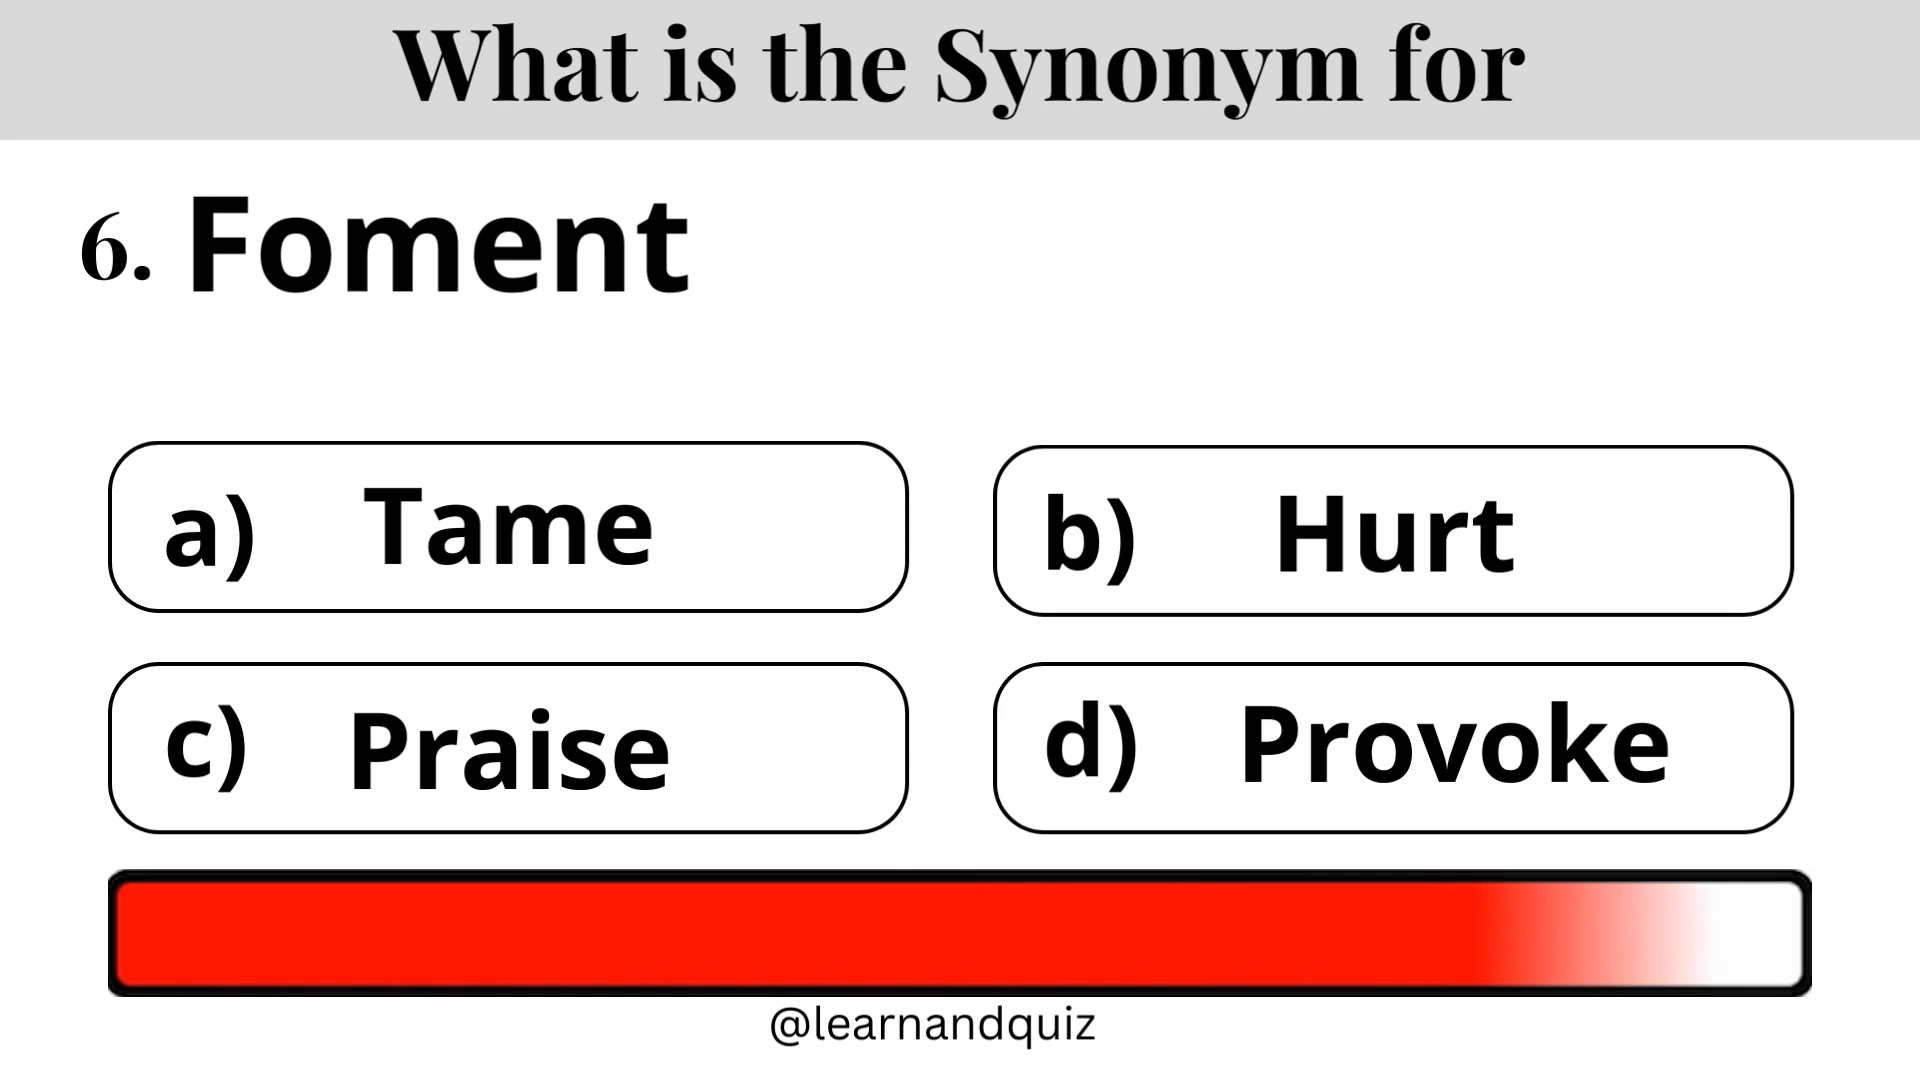 What is the Synonym for
6. Foment
a) Tame
b) Hurt
c) Praise
d) Provoke
@learnandquiz